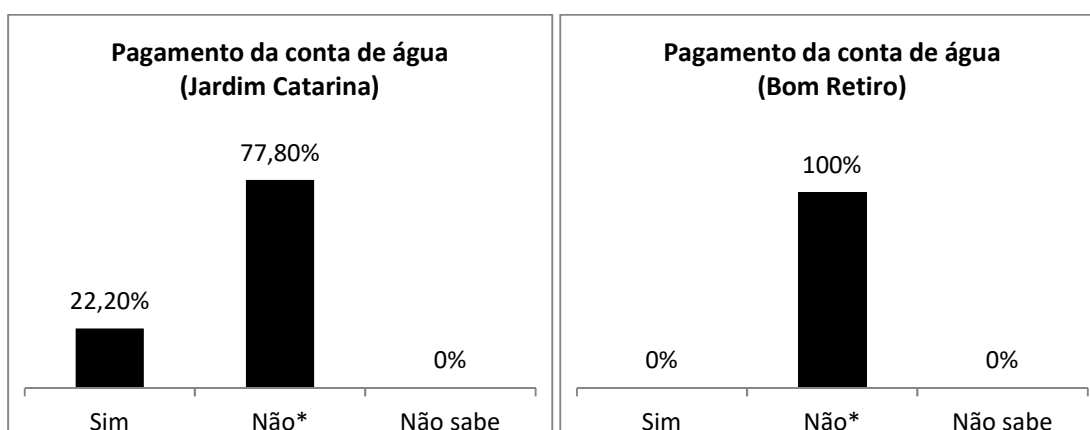 Pagamento da conta de água
(Jardim Catarina)
77,80%
22,20%
0%
Sim
Não*
Não sabe
Pagamento da conta de água
(Bom Retiro)
100%
0%
0%
Sim
Não*
Não sabe